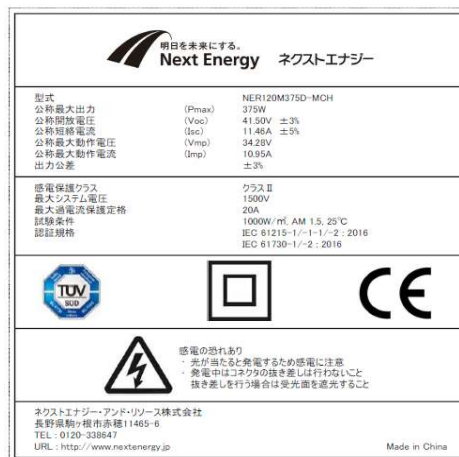 明日を未来にする。
Next Energy ネクストエナジー
型式 NER120M375D-MCH
公称最大出力 (Pmax) 375W
公称開放電圧 (Voc) 41.50V ±3%
公称短絡電流 (Isc) 11.46A ±5%
公称最大動作電圧 (Vmp) 34.28V
公称最大動作電流 (Imp) 10.95A
出力公差 ±3%
感電保護クラス クラスⅡ
最大システム電圧 1500V
最大過電流保護定格 20A
試験条件 1000W/㎡, AM 1.5, 25℃
認証規格 IEC 61215-1/-1-1/-2 : 2016
IEC 61730-1/-2 : 2016
TÜV
SÜD
CE
感電の恐れあり
・ 光が当たると発電するため感電に注意
・ 発電中はコネクタの抜き差しは行わないこと
抜き差しを行う場合は受光面を遮光すること
ネクストエナジー・アンド・リソース株式会社
長野県駒ヶ根市赤穂11465-6
TEL : 0120-338647
URL : http://www.nextenergy.jp Made in China